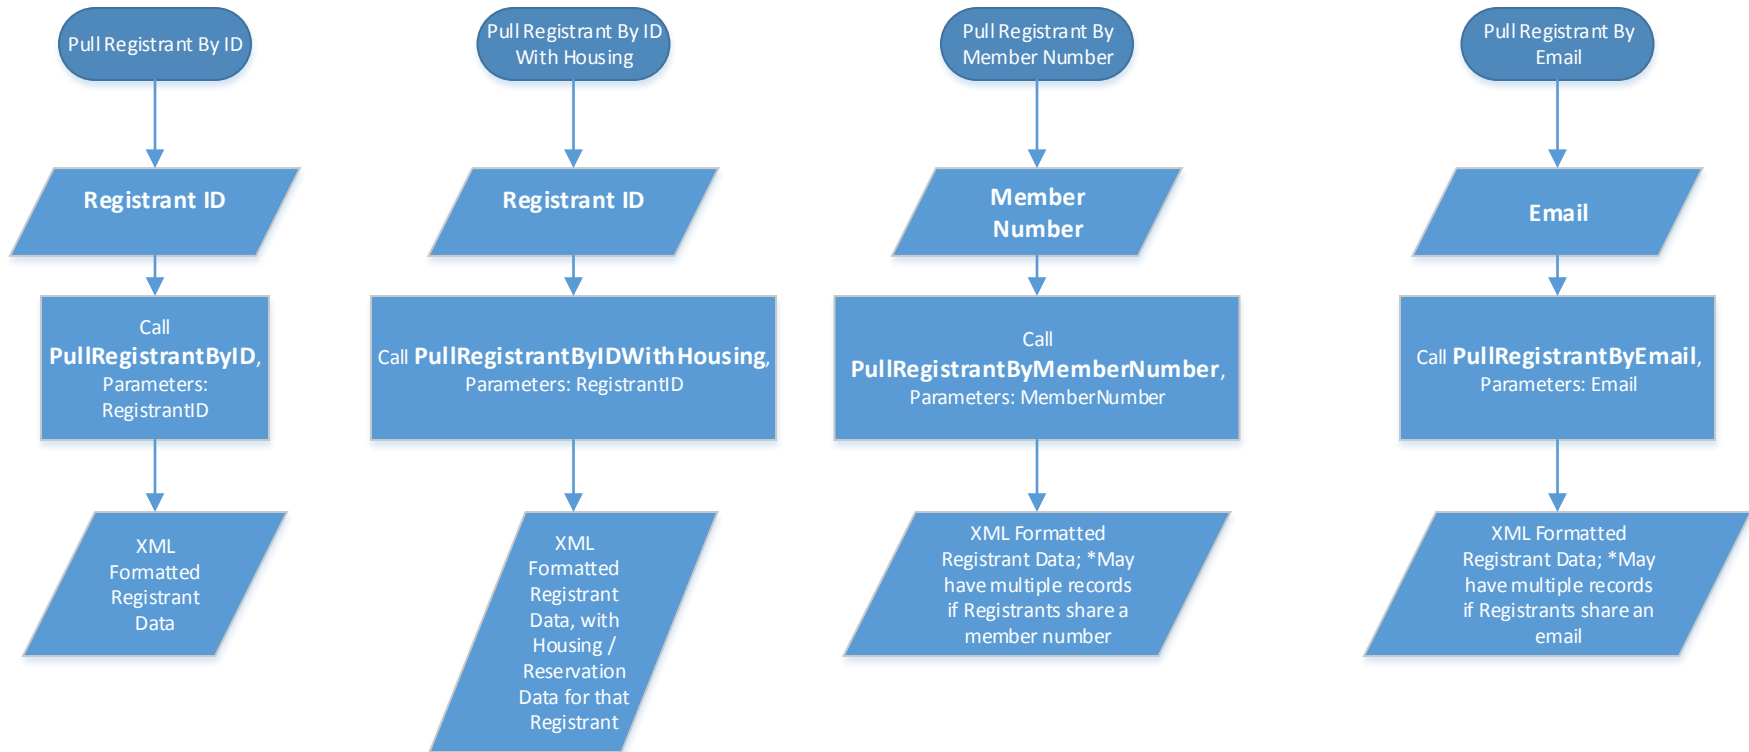 Pull Registrant By ID
Registrant ID
Call
PullRegistrantByID,
Parameters:
RegistrantID
XML
Formatted
Registrant
Data
Pull Registrant By ID
With Housing
Registrant ID
Call PullRegistrantByIDWithHousing,
Parameters: RegistrantID
XML
Formatted
Registrant
Data, with
Housing /
Reservation
Data for that
Registrant
Pull Registrant By
Member Number
Member
Number
Call
PullRegistrantByMemberNumber,
Parameters: MemberNumber
XML Formatted
Registrant Data; *May
have multiple records
if Registrants share a
member number
Pull Registrant By
Email
Email
Call PullRegistrantByEmail,
Parameters: Email
XML Formatted
Registrant Data; *May
have multiple records
if Registrants share an
email